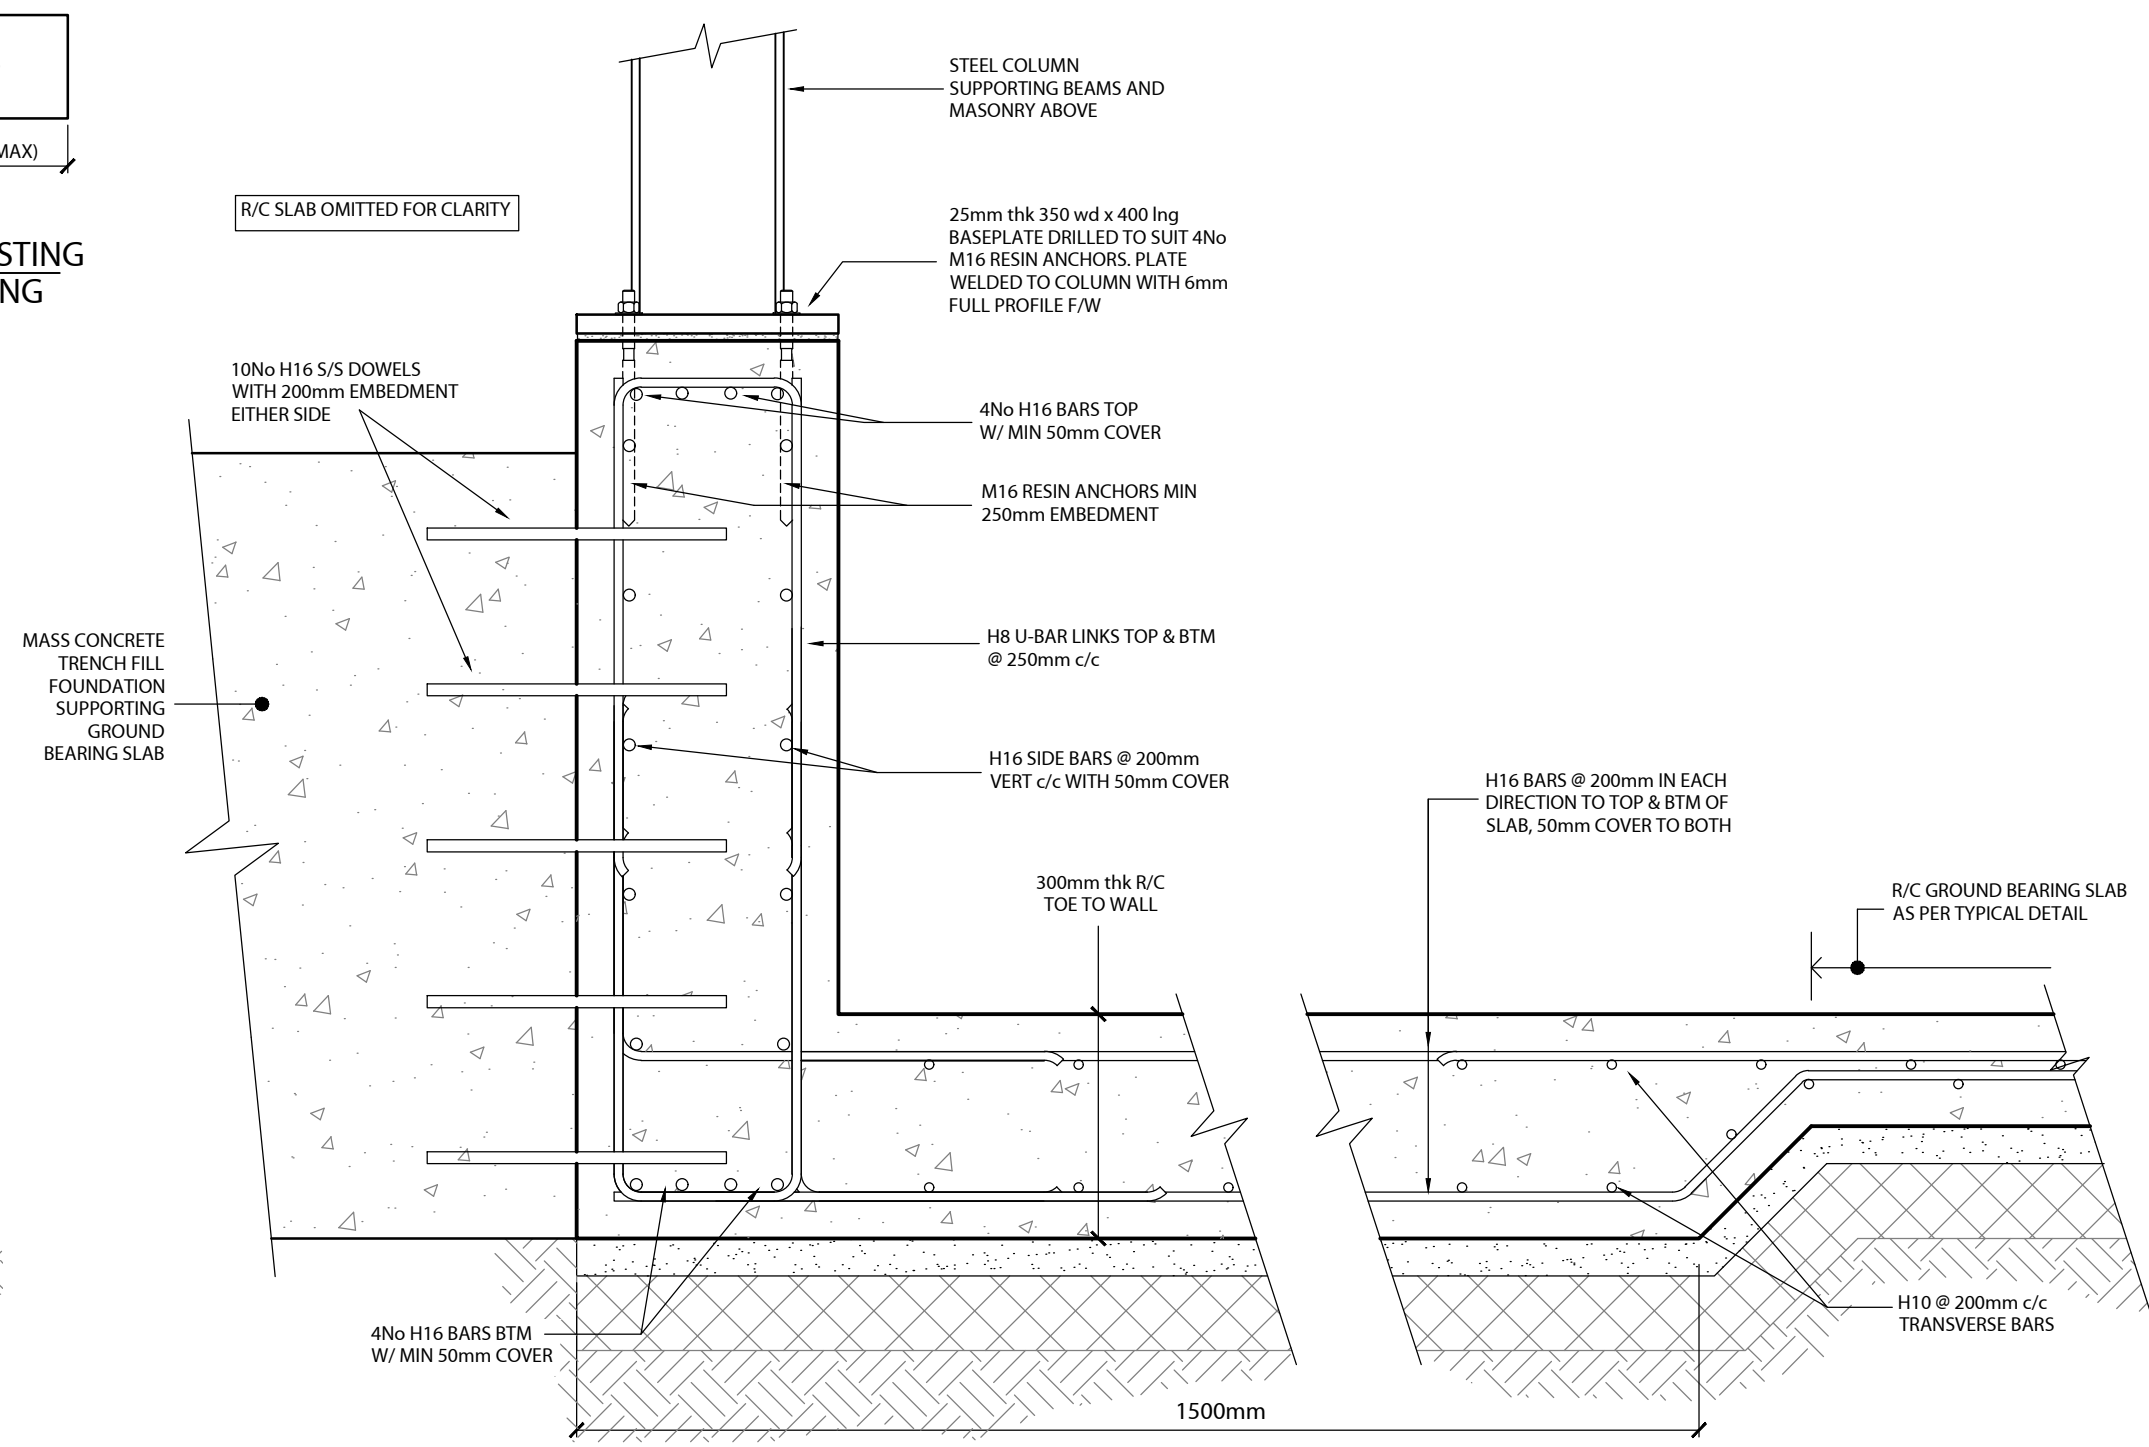 MAX)
R/C SLAB OMITTED FOR CLARITY
STING
NG
STEEL COLUMN
SUPPORTING BEAMS AND
MASONRY ABOVE
25mm thk 350 wd x 400 lng
BASEPLATE DRILLED TO SUIT 4No
M16 RESIN ANCHORS. PLATE
WELDED TO COLUMN WITH 6mm
FULL PROFILE F/W
10No H16 S/S DOWELS
WITH 200mm EMBEDMENT
EITHER SIDE
4No H16 BARS TOP
W/ MIN 50mm COVER
M16 RESIN ANCHORS MIN
250mm EMBEDMENT
MASS CONCRETE
TRENCH FILL
FOUNDATION
SUPPORTING
GROUND
BEARING SLAB
H8 U-BAR LINKS TOP & BTM
@ 250mm c/c
H16 SIDE BARS @ 200mm
VERT c/c WITH 50mm COVER
H16 BARS @ 200mm IN EACH
DIRECTION TO TOP & BTM OF
SLAB, 50mm COVER TO BOTH
300mm thk R/C
TOE TO WALL
R/C GROUND BEARING SLAB
AS PER TYPICAL DETAIL
4No H16 BARS BTM
W/ MIN 50mm COVER
H10 @ 200mm c/c
TRANSVERSE BARS
1500mm